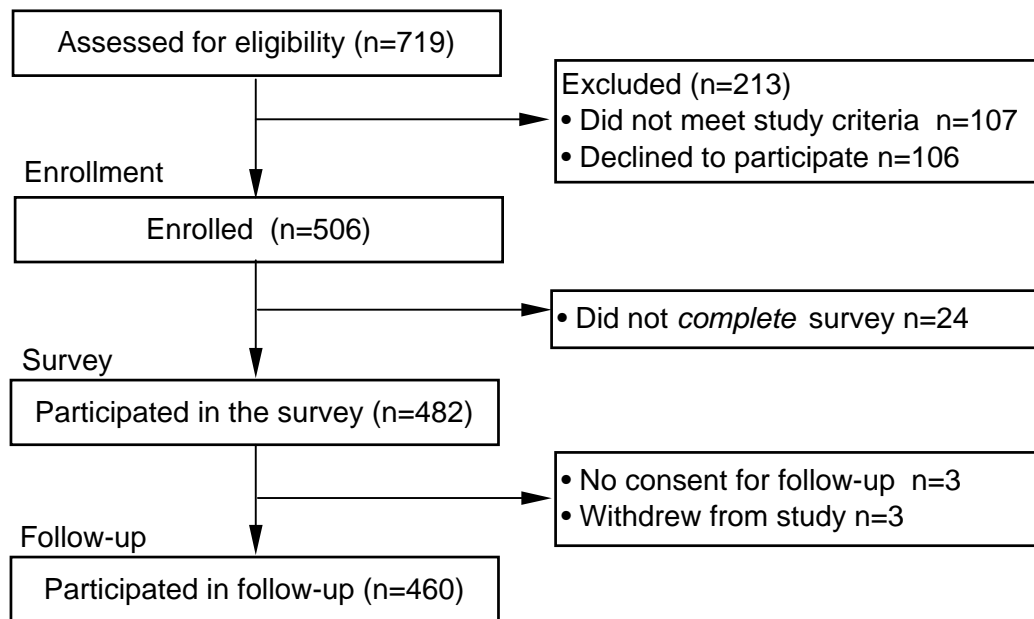 Assessed for eligibility (n=719)
Excluded (n=213)
• Did not meet study criteria n=107
• Declined to participate n=106
Enrollment
Enrolled (n=506)
• Did not complete survey n=24
Survey
Participated in the survey (n=482)
• No consent for follow-up n=3
• Withdrew from study n=3
Follow-up
Participated in follow-up (n=460)